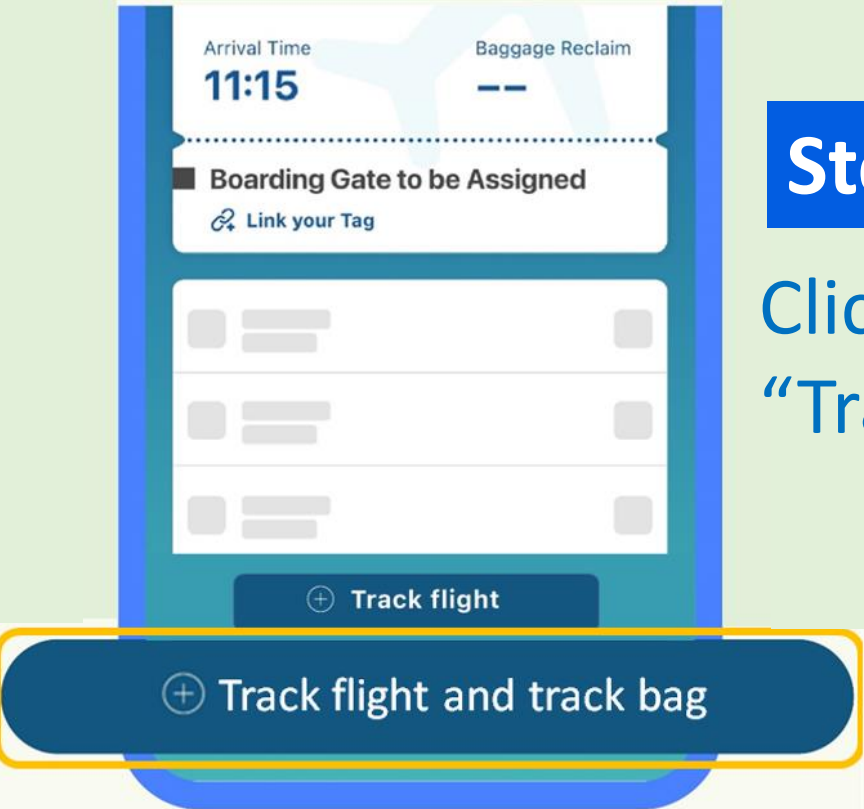 Arrival Time Baggage Reclaim
11:15 --
Boarding Gate to be Assigned
Link your Tag
Track flight
Track flight and track bag
“Tr